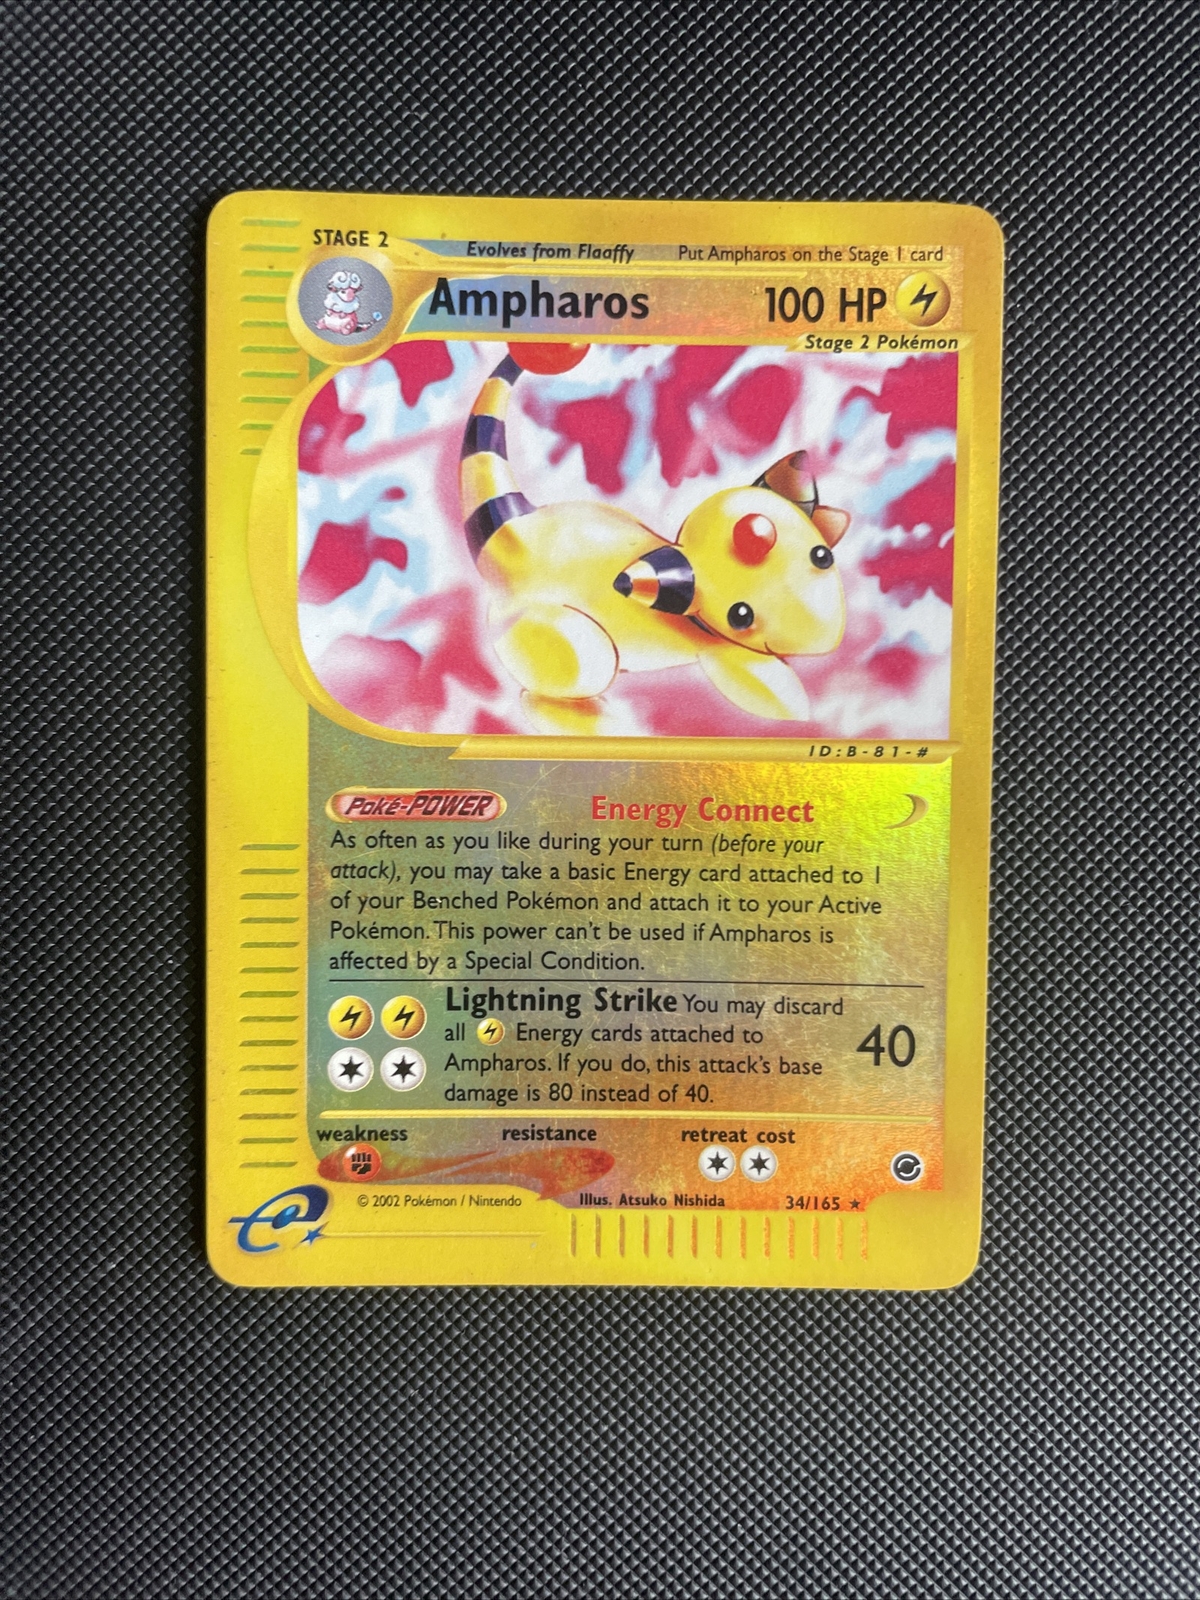 STAGE 2
Evolves from Flaaffy Put Ampharos on the Stage 1 card
Ampharos 100 HP
Stage 2 Pokémon
ID:B-81-#
Poké-POWER Energy Connect
As often as you like during your turn (before your
attack), you may take a basic Energy card attached to 1
of your Benched Pokémon and attach it to your Active
Pokémon. This power can't be used if Ampharos is
affected by a Special Condition.
Lightning Strike You may discard
all Energy cards attached to
Ampharos. If you do, this attack's base
damage is 80 instead of 40.
40
weakness resistance retreat cost
© 2002 Pokémon / Nintendo Illus. Atsuko Nishida 34/165 ★
e